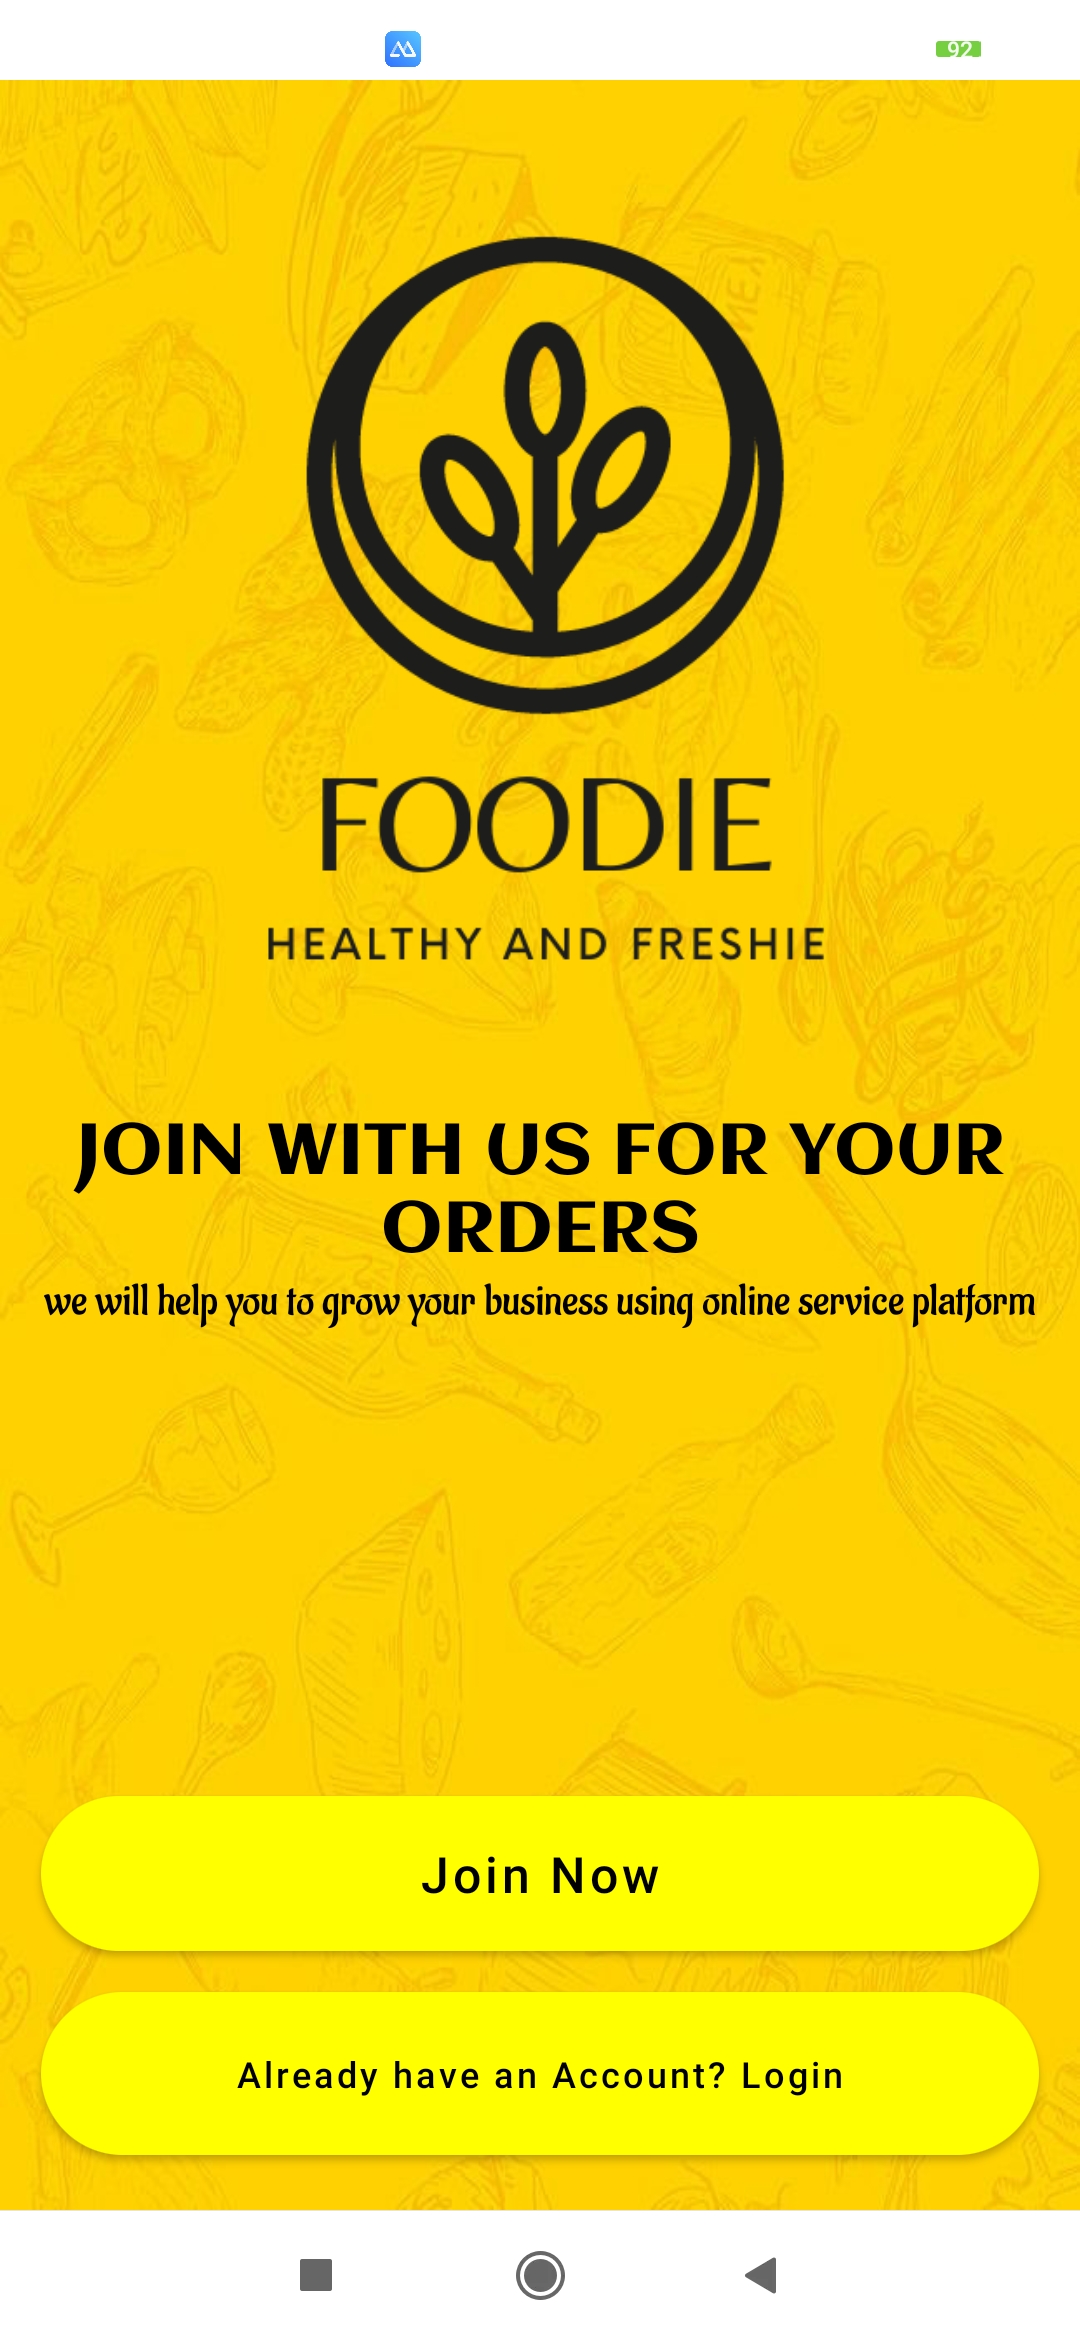 92
FOODIE
HEALTHY AND FRESHIE
JOIN WITH US FOR YOUR
ORDERS
we will help you to grow your business using online service platform
Join Now
Already have an Account? Login